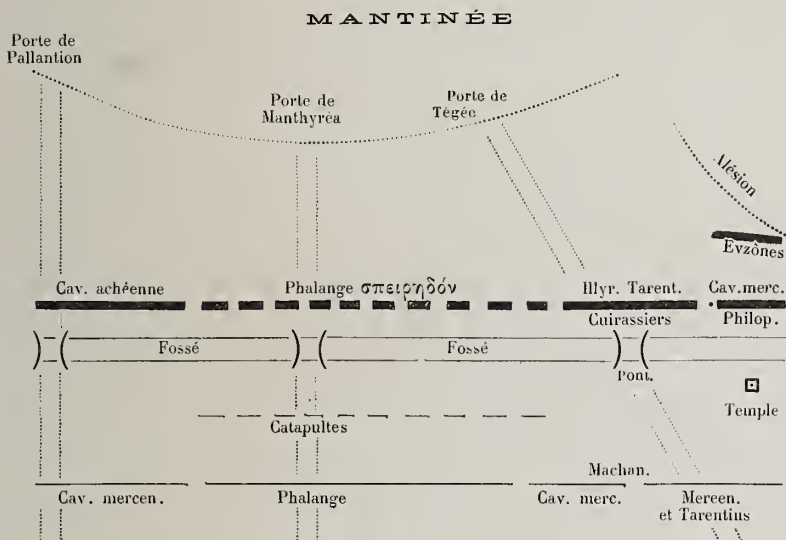 MANTINÉE
Porte de
Pallantion
Porte de
Manthyréa
Porte de
Tégée
Alésion
Evzônes
Cav. achéenne
Phalange σπειρηδόν
Illyr. Tarent.
Cav. merc.
Cuirassiers
Philop.
Fossé
Fossé
Pont.
Temple
Catapultes
Machan.
Cav. mercen.
Phalange
Cav. merc.
Mercen.
et Tarentins